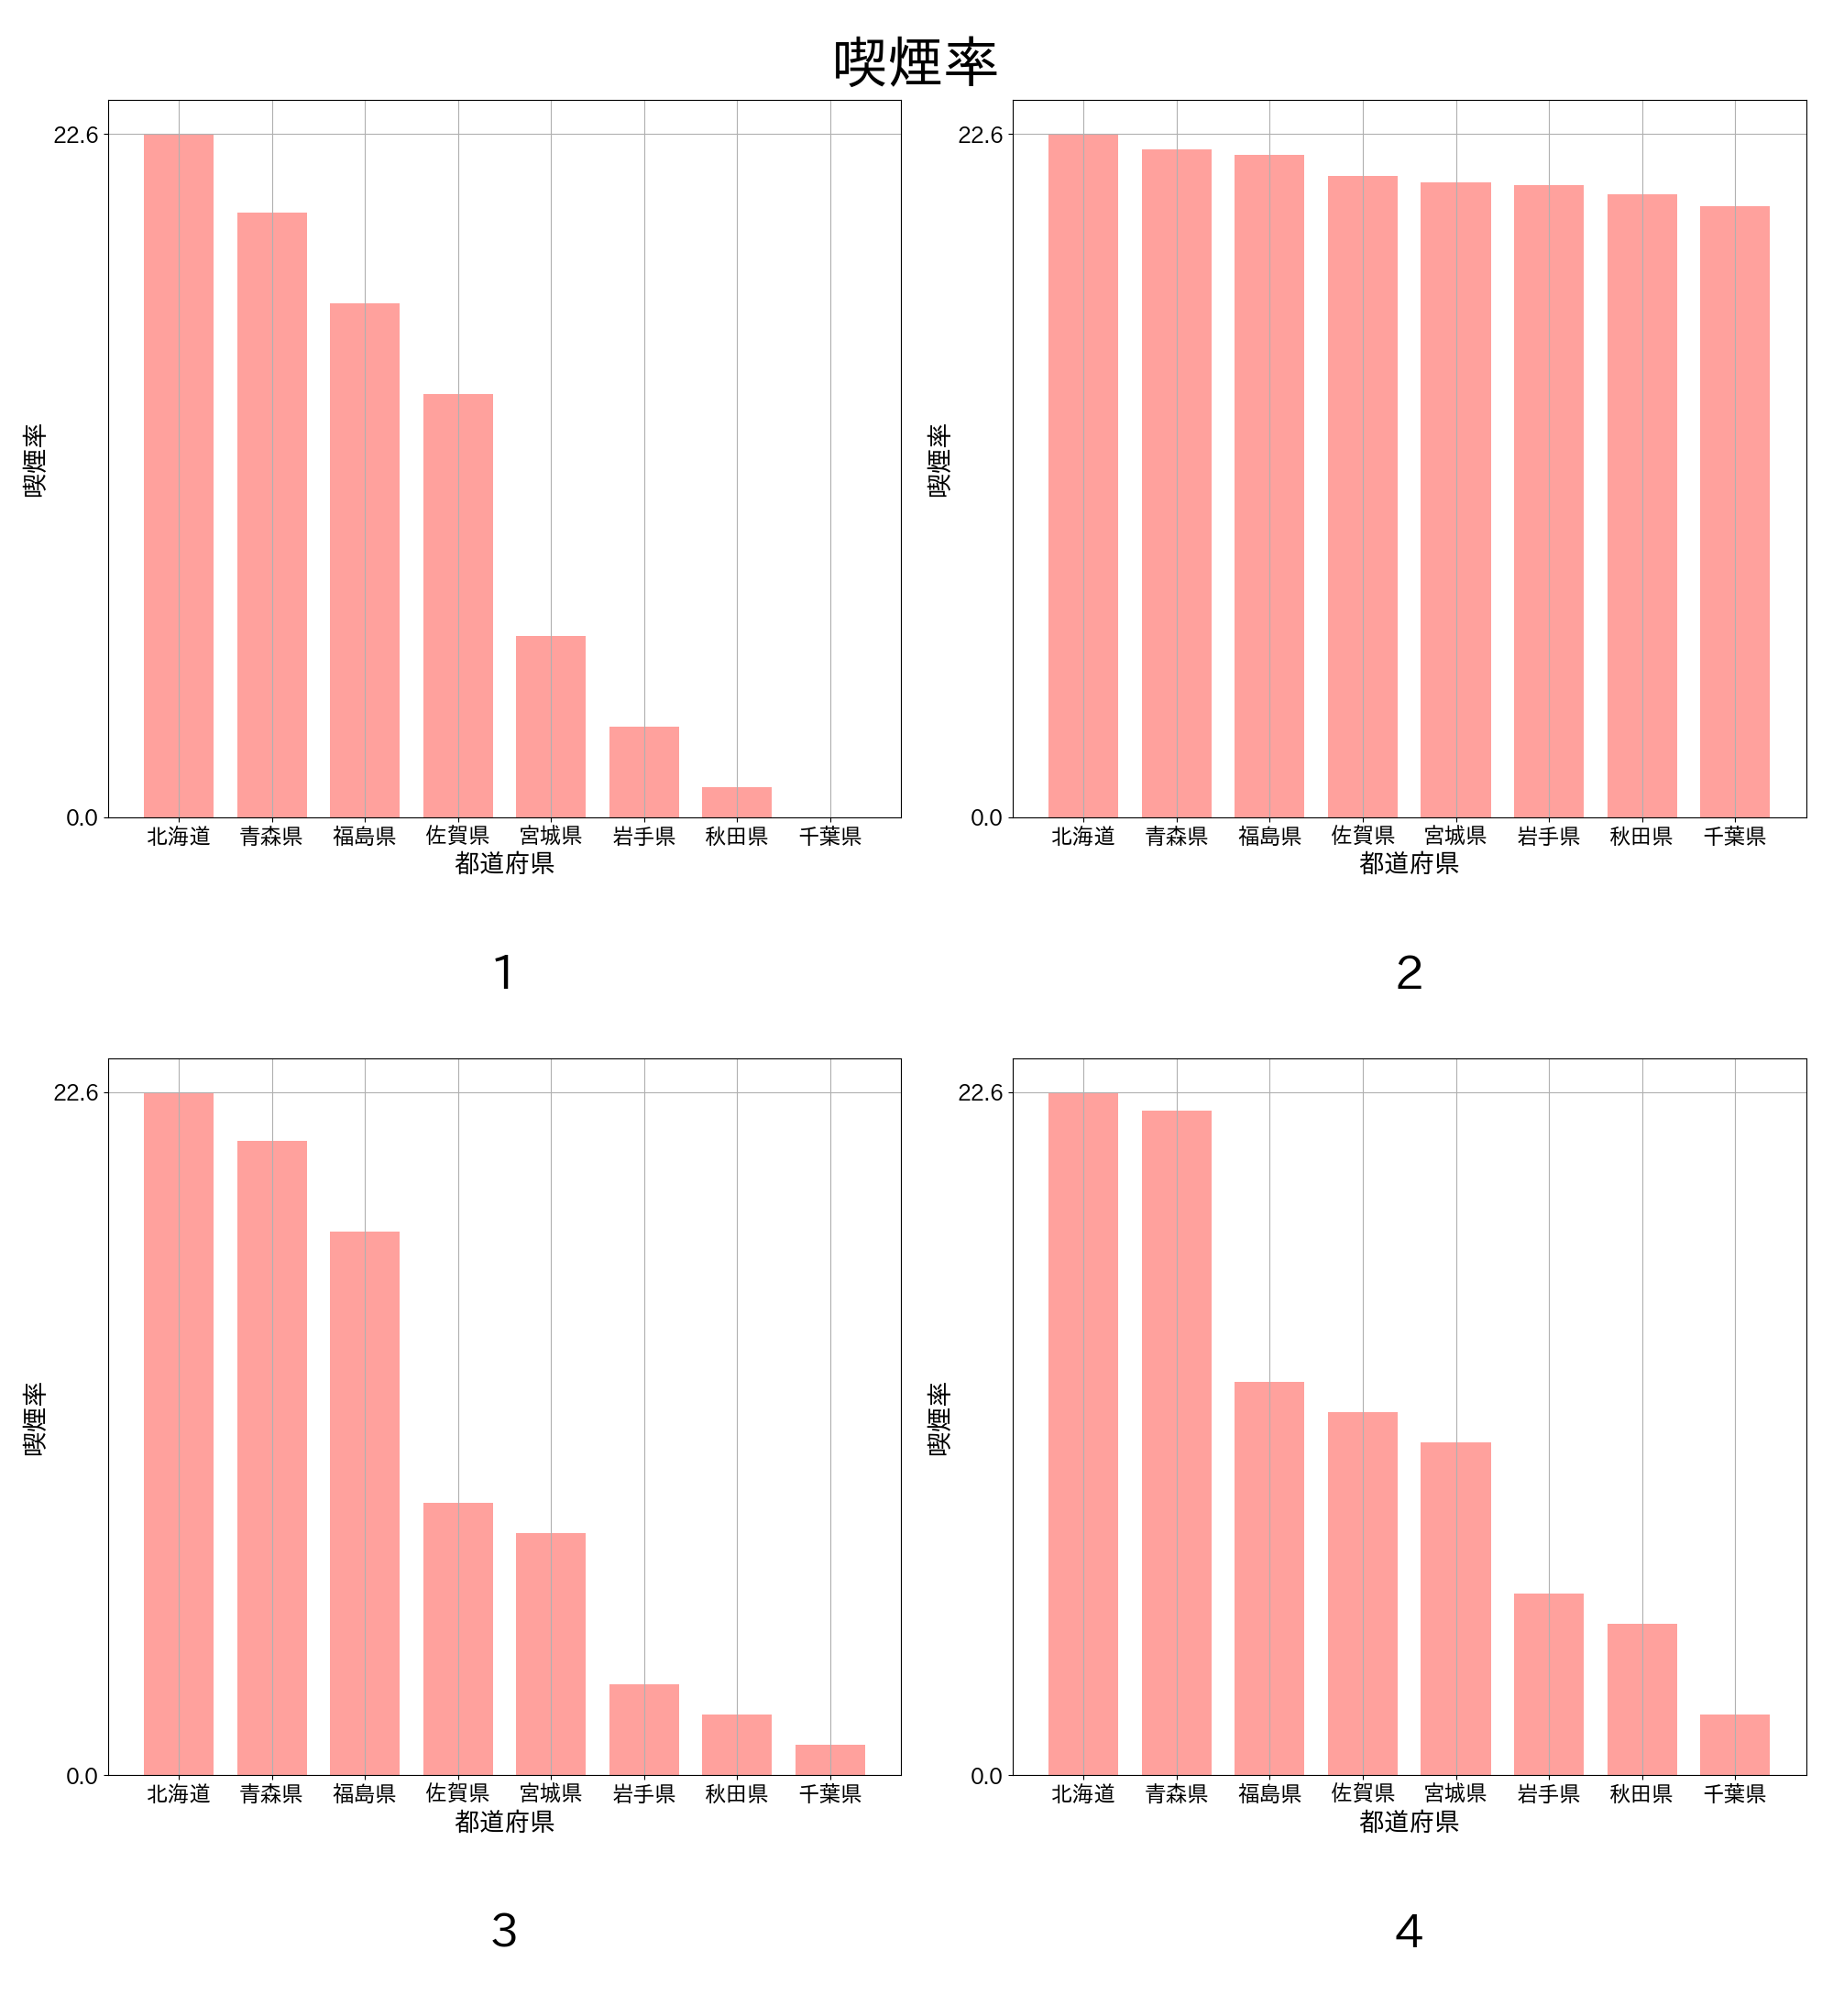 喫煙率
22.6
喫煙率
0.0
北海道 青森県 福島県 佐賀県 宮城県 岩手県 秋田県 千葉県
都道府県
1
22.6
喫煙率
0.0
北海道 青森県 福島県 佐賀県 宮城県 岩手県 秋田県 千葉県
都道府県
2
22.6
喫煙率
0.0
北海道 青森県 福島県 佐賀県 宮城県 岩手県 秋田県 千葉県
都道府県
3
22.6
喫煙率
0.0
北海道 青森県 福島県 佐賀県 宮城県 岩手県 秋田県 千葉県
都道府県
4